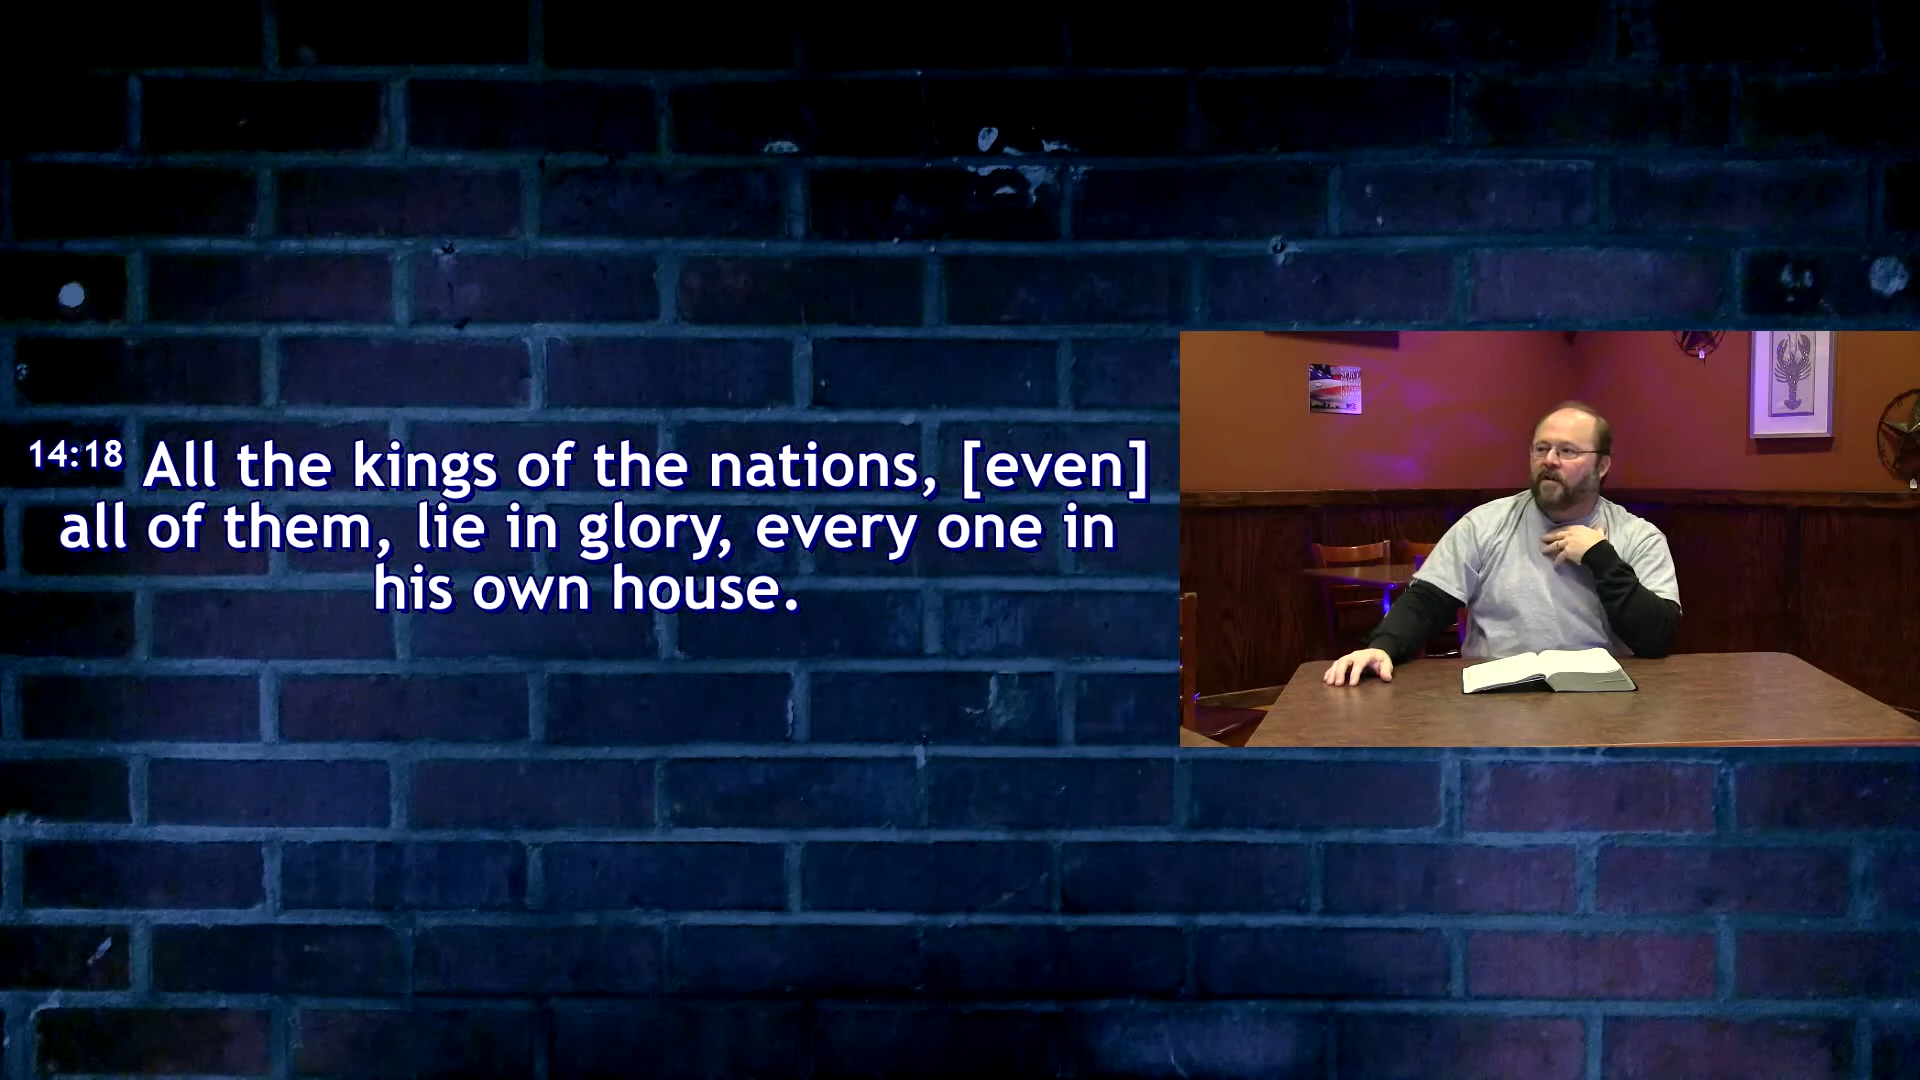 14:18 All the kings of the nations, [even]
all of them, lie in glory, every one in
his own house.